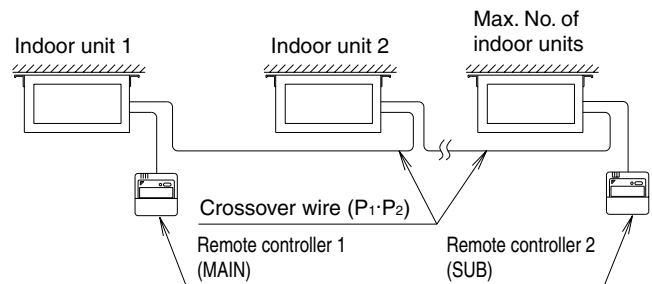 Indoor unit 1
Indoor unit 2
Max. No. of
indoor units
Crossover wire (P₁·P₂)
Remote controller 1
(MAIN)
Remote controller 2
(SUB)